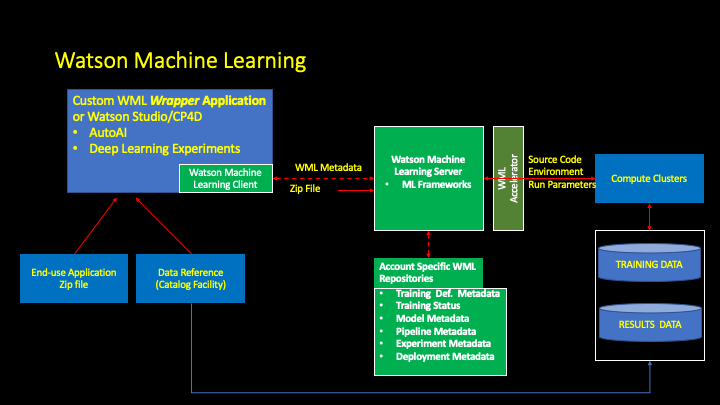 Watson Machine Learning
Custom WML Wrapper Application
or Watson Studio/CP4D
• AutoAI
• Deep Learning Experiments
Watson Machine
Learning Client
WML Metadata
Zip File
Watson Machine
Learning Server
• ML Frameworks
WML
Accelerator
Source Code
Environment
Run Parameters
Compute Clusters
End-use Application
Zip file
Data Reference
(Catalog Facility)
Account Specific WML
Repositories
• Training Def. Metadata
• Training Status
• Model Metadata
• Pipeline Metadata
• Experiment Metadata
• Deployment Metadata
TRAINING DATA
RESULTS DATA